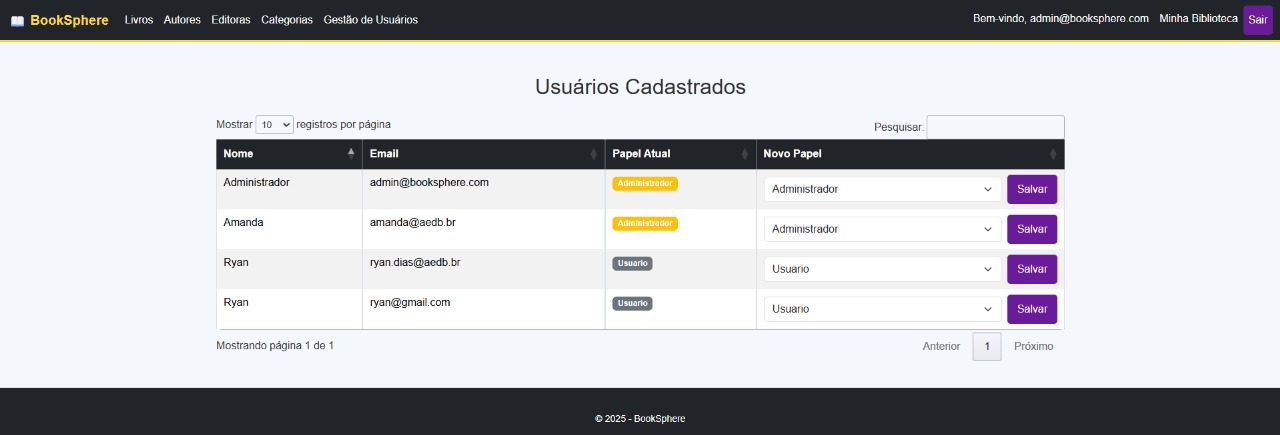 BookSphere Livros Autores Editoras Categorias Gestão de Usuários Bem-vindo, admin@booksphere.com Minha Biblioteca Sair
Usuários Cadastrados
Mostrar 10 registros por página Pesquisar:
Nome Email Papel Atual Novo Papel
Administrador admin@booksphere.com Administrador Administrador Salvar
Amanda amanda@aedb.br Administrador Administrador Salvar
Ryan ryan.dias@aedb.br Usuario Usuario Salvar
Ryan ryan@gmail.com Usuario Usuario Salvar
Mostrando página 1 de 1 Anterior 1 Próximo
© 2025 - BookSphere